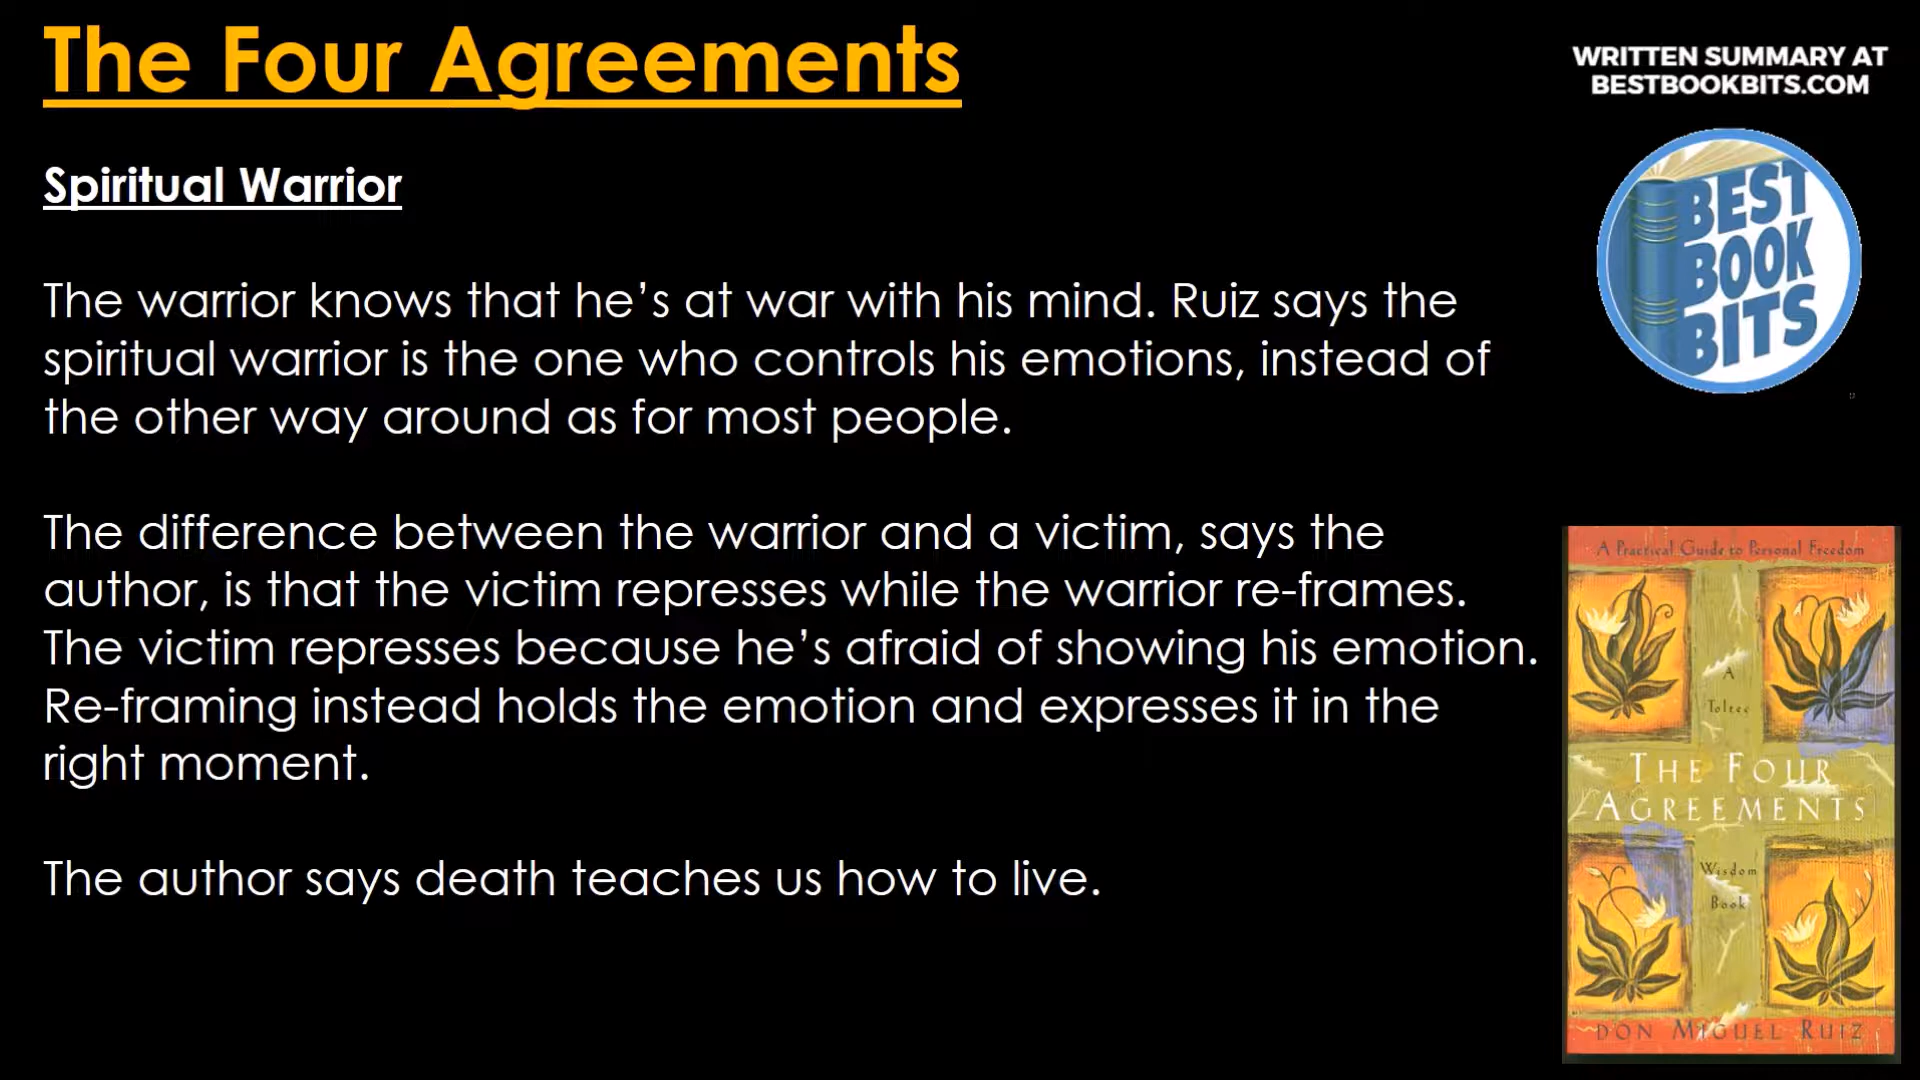 The Four Agreements
WRITTEN SUMMARY AT
BESTBOOKBITS.COM
BEST
BOOK
BITS
Spiritual Warrior
The warrior knows that he’s at war with his mind. Ruiz says the
spiritual warrior is the one who controls his emotions, instead of
the other way around as for most people.
The difference between the warrior and a victim, says the
author, is that the victim represses while the warrior re-frames.
The victim represses because he’s afraid of showing his emotion.
Re-framing instead holds the emotion and expresses it in the
right moment.
The author says death teaches us how to live.
A Practical Guide to Personal Freedom
A
Toltec
THE FOUR
AGREEMENTS
Wisdom
Book
DON MIGUEL RUIZ